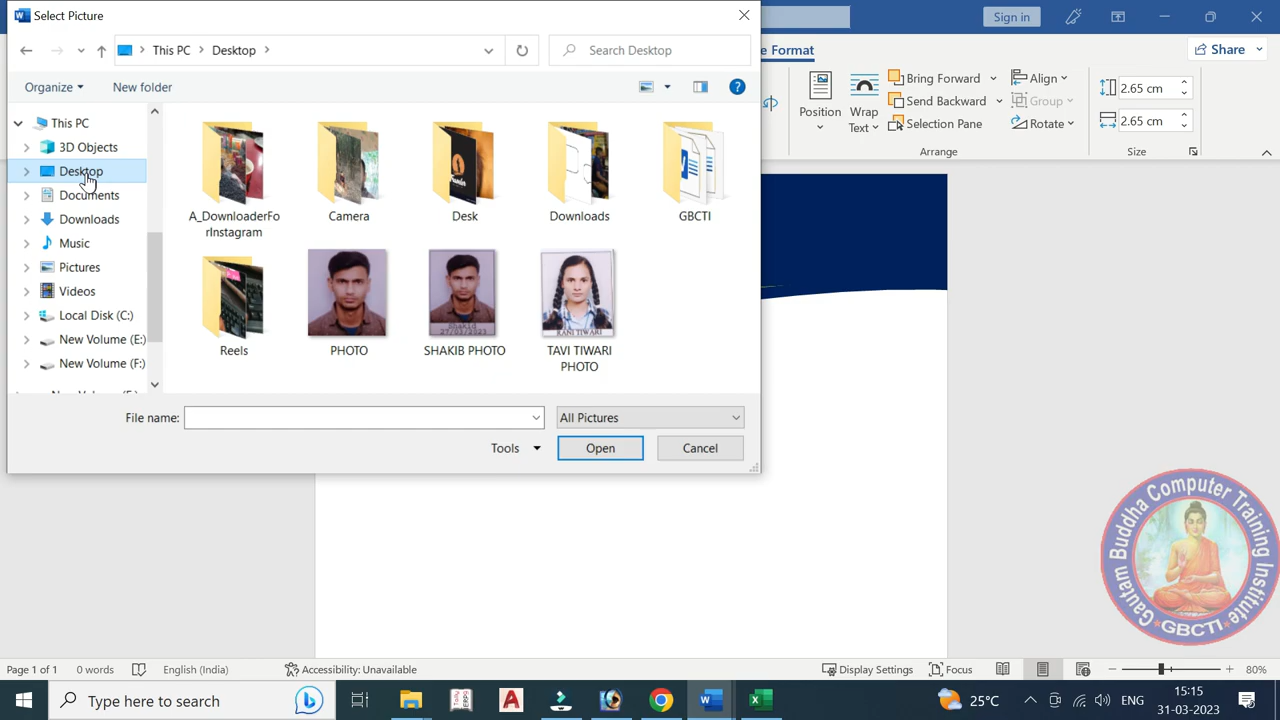 Select Picture
Sign in
This PC
Desktop
Search Desktop
e Format
Share
Organize
New folder
Position
Wrap
Text
Bring Forward
Send Backward
Selection Pane
Align
Group
Rotate
2.65 cm
2.65 cm
Arrange
Size
This PC
3D Objects
Desktop
Documents
Downloads
Music
Pictures
Videos
Local Disk (C:)
New Volume (E:)
New Volume (F:)
A_DownloaderFo
rInstagram
Camera
Desk
Downloads
GBCTI
Reels
PHOTO
SHAKIB PHOTO
TAVI TIWARI
PHOTO
RANI TIWARI
File name:
All Pictures
Tools
Open
Cancel
Gautam Buddha Computer Training Institute
GBCTI
Page 1 of 1
0 words
English (India)
Accessibility: Unavailable
Display Settings
Focus
80%
Type here to search
25°C
ENG
15:15
31-03-2023